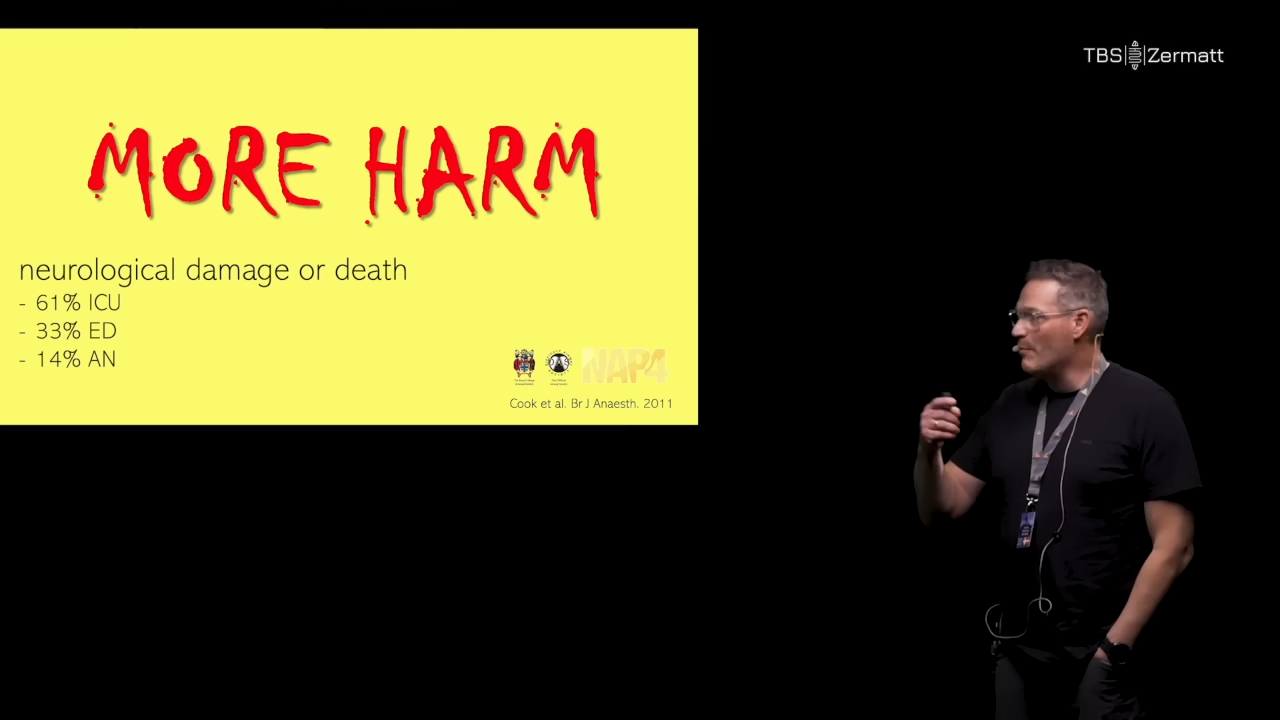 TBS Zermatt
MORE HARM
neurological damage or death
- 61% ICU
- 33% ED
- 14% AN
NAP4
Cook et al. Br J Anaesth. 2011